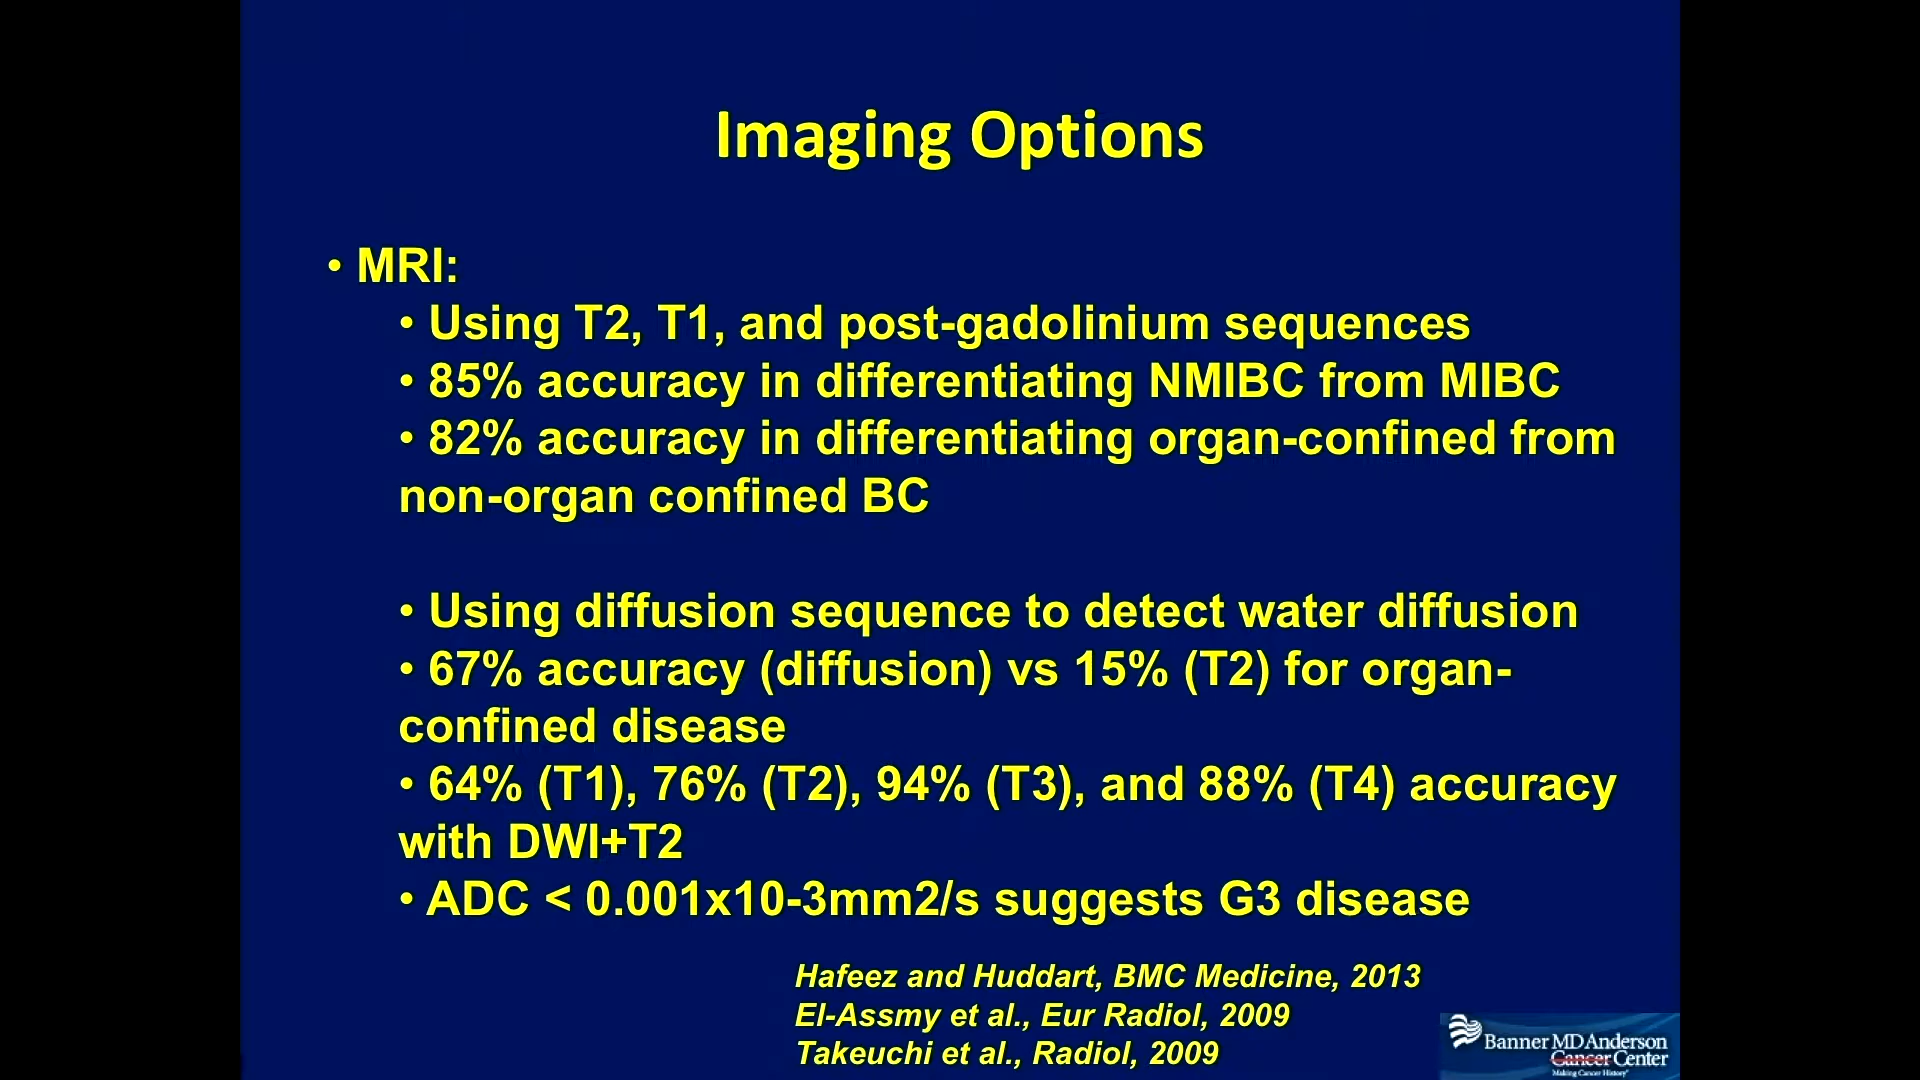 Imaging Options
• MRI:
• Using T2, T1, and post-gadolinium sequences
• 85% accuracy in differentiating NMIBC from MIBC
• 82% accuracy in differentiating organ-confined from
non-organ confined BC
• Using diffusion sequence to detect water diffusion
• 67% accuracy (diffusion) vs 15% (T2) for organ-
confined disease
• 64% (T1), 76% (T2), 94% (T3), and 88% (T4) accuracy
with DWI+T2
• ADC < 0.001x10-3mm2/s suggests G3 disease
Hafeez and Huddart, BMC Medicine, 2013
El-Assmy et al., Eur Radiol, 2009
Takeuchi et al., Radiol, 2009
Banner MD Anderson
Cancer Center
Making Cancer History®